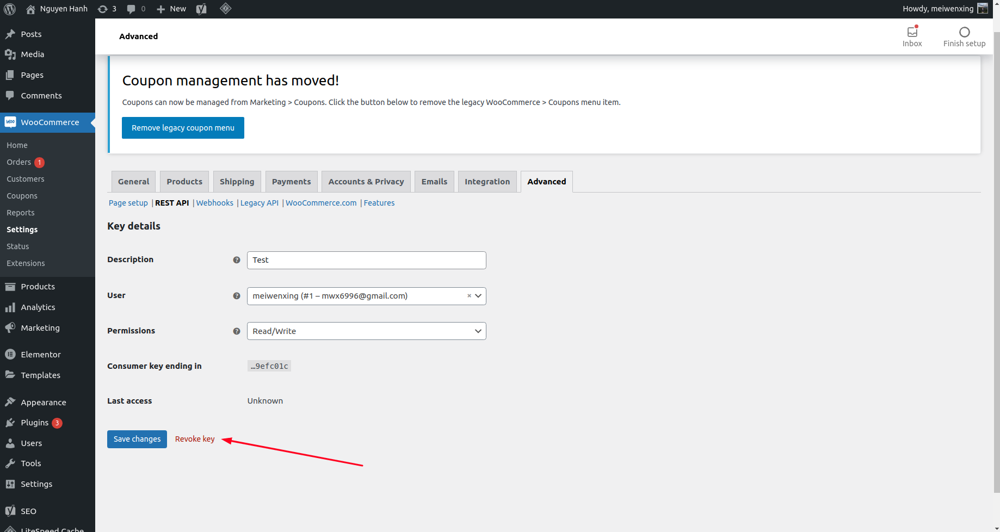 Nguyen Hanh 3 0 New Howdy, meiwenxing
Posts
Media
Pages
Comments
WooCommerce
Home
Orders 1
Customers
Coupons
Reports
Settings
Status
Extensions
Products
Analytics
Marketing
Elementor
Templates
Appearance
Plugins 3
Users
Tools
Settings
SEO
LiteSpeed Cache
Advanced
Inbox
Finish setup
Coupon management has moved!
Coupons can now be managed from Marketing > Coupons. Click the button below to remove the legacy WooCommerce > Coupons menu item.
Remove legacy coupon menu
General Products Shipping Payments Accounts & Privacy Emails Integration Advanced
Page setup | REST API | Webhooks | Legacy API | WooCommerce.com | Features
Key details
Description ? Test
User ? meiwenxing (#1 – mwx6996@gmail.com) ×
Permissions ? Read/Write
Consumer key ending in …9efc01c
Last access Unknown
Save changes Revoke key